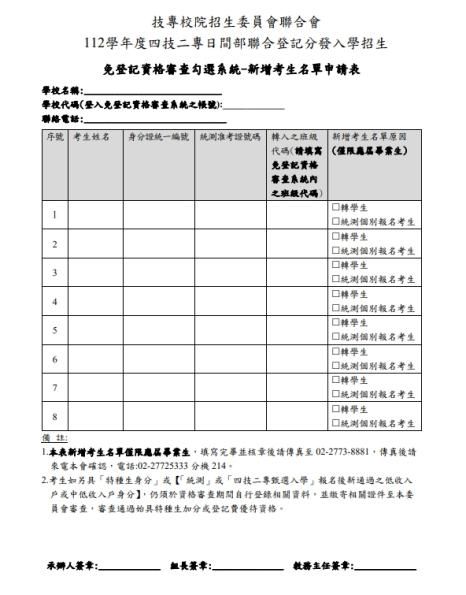 技專校院招生委員會聯合會
112學年度四技二專日間部聯合登記分發入學招生
免登記資格審查勾選系統-新增考生名單申請表
學校名稱:
學校代碼(登入免登記資格審查系統之帳號):
聯絡電話:
序號 考生姓名 身分證統一編號 統測准考證號碼 轉入之班級代碼(請填寫免登記資格審查系統內之班級代碼) 新增考生名單原因(僅限應屆畢業生)
1 □轉學生
□統測個別報名考生
2 □轉學生
□統測個別報名考生
3 □轉學生
□統測個別報名考生
4 □轉學生
□統測個別報名考生
5 □轉學生
□統測個別報名考生
6 □轉學生
□統測個別報名考生
7 □轉學生
□統測個別報名考生
8 □轉學生
□統測個別報名考生
備 註:
1.本表新增考生名單僅限應屆畢業生,填寫完畢並核章後請傳真至 02-2773-8881,傳真後請
來電本會確認,電話:02-27725333 分機 214。
2.考生如另具「特種生身分」或【「統測」或「四技二專甄選入學」報名後新通過之低收入
戶或中低收入戶身分】,仍須於資格審查期間自行登錄相關資料,並繳寄相關證件至本委
員會審查,審查通過始具特種生加分或登記費優待資格。
承辦人簽章: 組長簽章: 教務主任簽章: